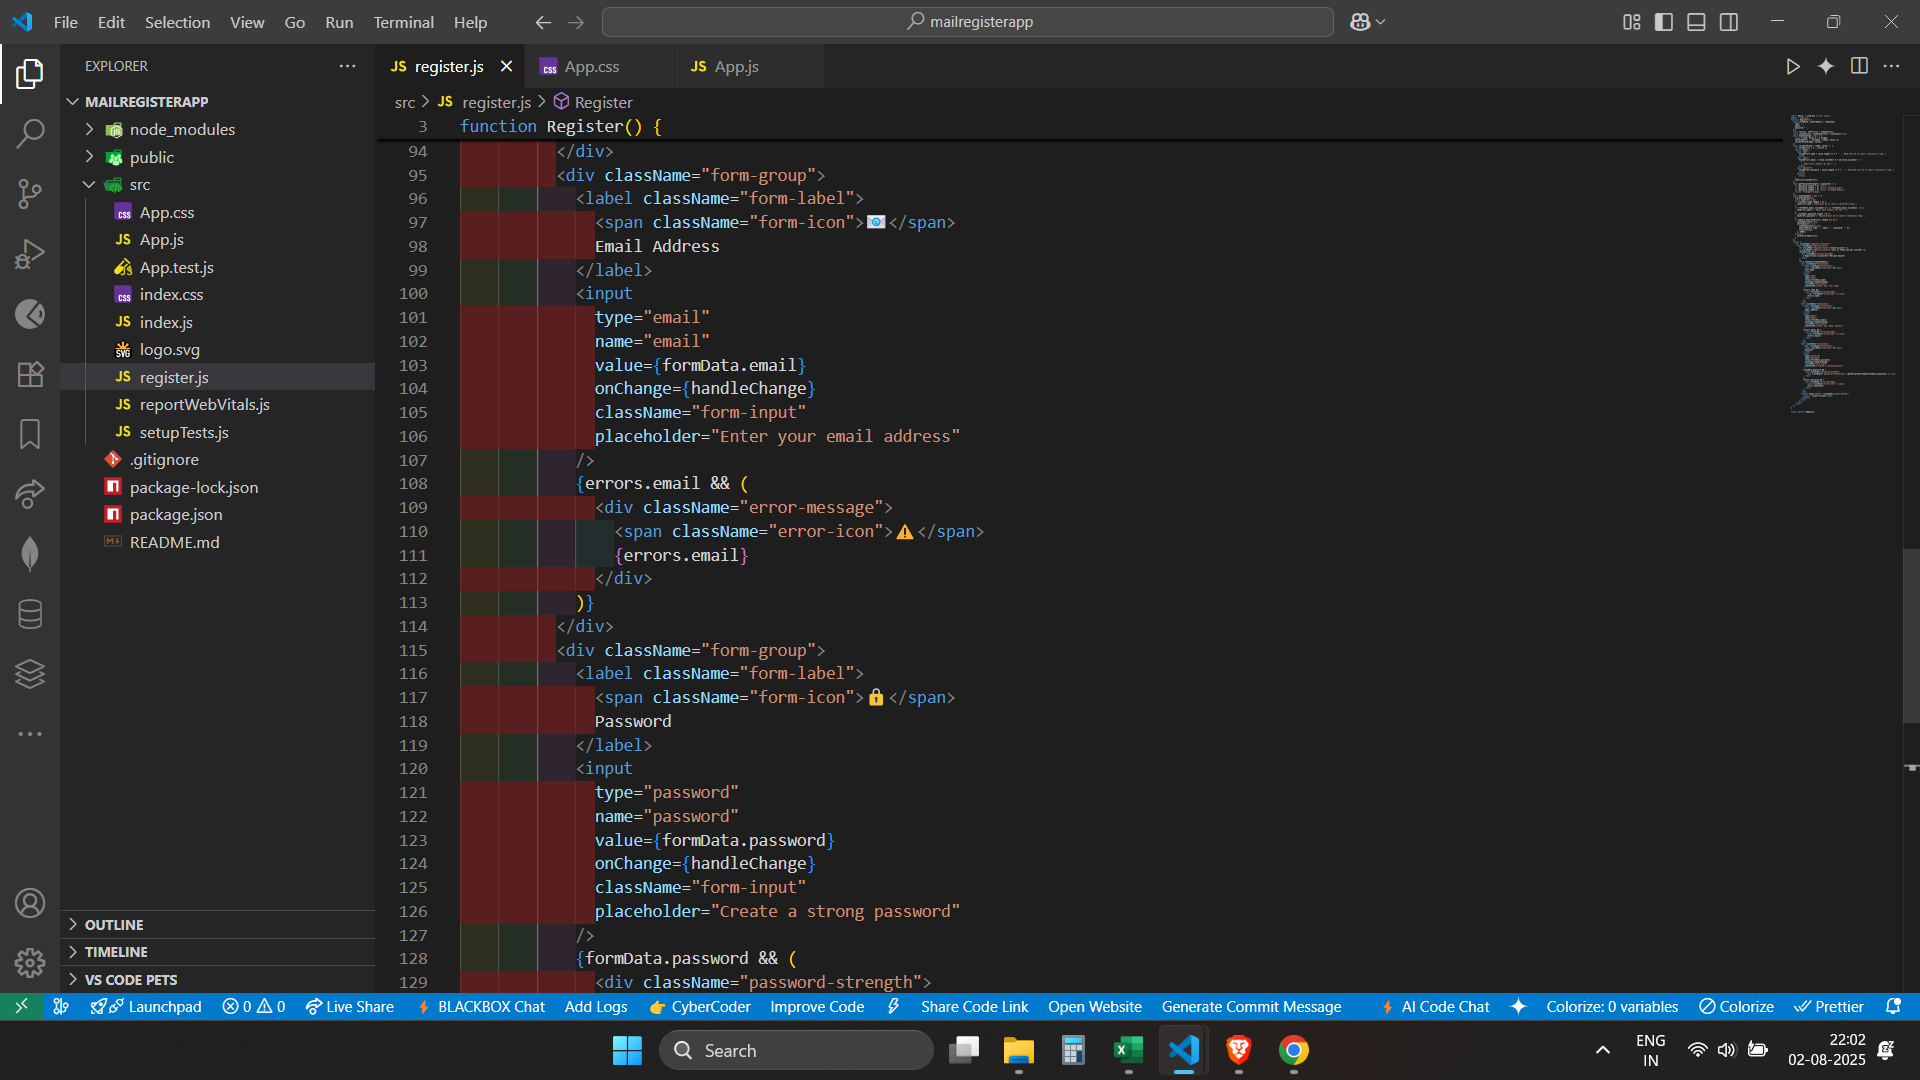 File Edit Selection View Go Run Terminal Help
mailregisterapp
EXPLORER
MAILREGISTERAPP
node_modules
public
src
App.css
App.js
App.test.js
index.css
index.js
logo.svg
register.js
reportWebVitals.js
setupTests.js
.gitignore
package-lock.json
package.json
README.md
OUTLINE
TIMELINE
VS CODE PETS
JS register.js
css App.css
JS App.js
src > JS register.js > Register
3 function Register() {
94 </div>
95 <div className="form-group">
96 <label className="form-label">
97 <span className="form-icon">📧</span>
98 Email Address
99 </label>
100 <input
101 type="email"
102 name="email"
103 value={formData.email}
104 onChange={handleChange}
105 className="form-input"
106 placeholder="Enter your email address"
107 />
108 {errors.email && (
109 <div className="error-message">
110 <span className="error-icon">⚠️</span>
111 {errors.email}
112 </div>
113 )}
114 </div>
115 <div className="form-group">
116 <label className="form-label">
117 <span className="form-icon">🔒</span>
118 Password
119 </label>
120 <input
121 type="password"
122 name="password"
123 value={formData.password}
124 onChange={handleChange}
125 className="form-input"
126 placeholder="Create a strong password"
127 />
128 {formData.password && (
129 <div className="password-strength">
Launchpad 0 0 Live Share BLACKBOX Chat Add Logs 👉 CyberCoder Improve Code Share Code Link Open Website Generate Commit Message AI Code Chat Colorize: 0 variables Colorize Prettier
Search
ENG
IN
22:02
02-08-2025